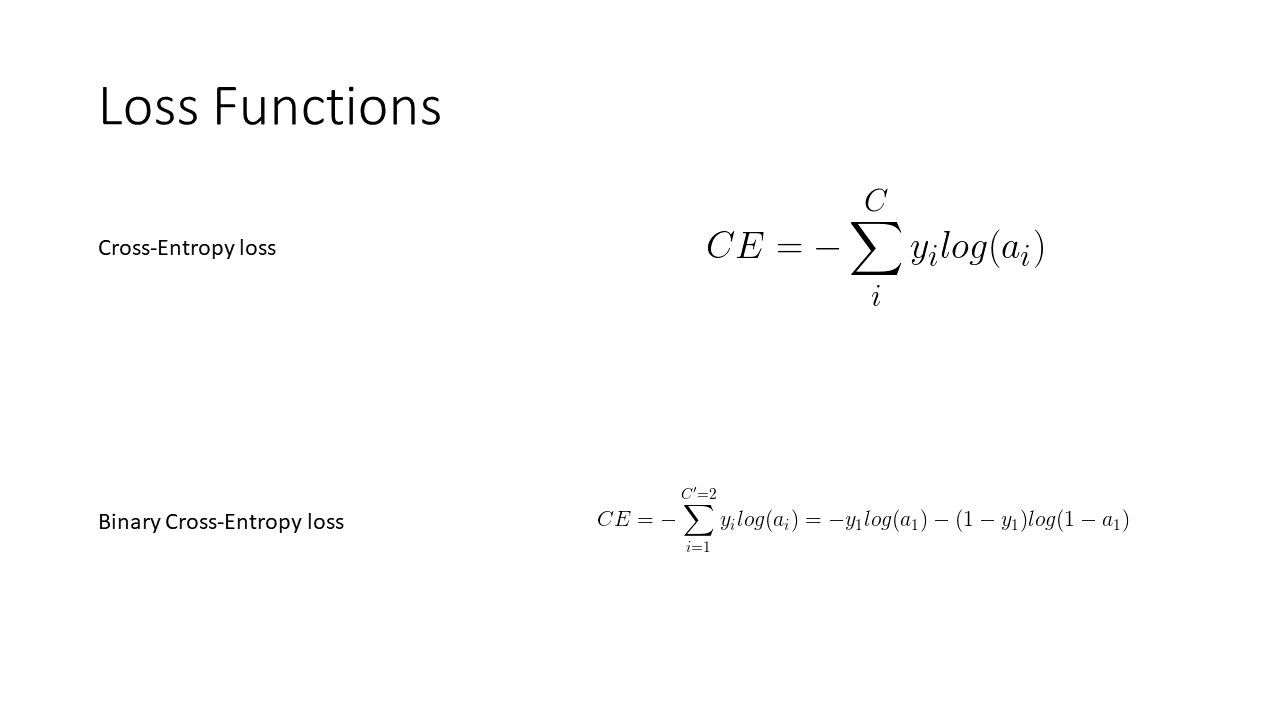 Loss Functions
Cross-Entropy loss
$CE = -\sum_{i}^{C} y_i log(a_i)$
Binary Cross-Entropy loss
$CE = -\sum_{i=1}^{C'=2} y_i log(a_i) = -y_1 log(a_1) - (1 - y_1) log(1 - a_1)$